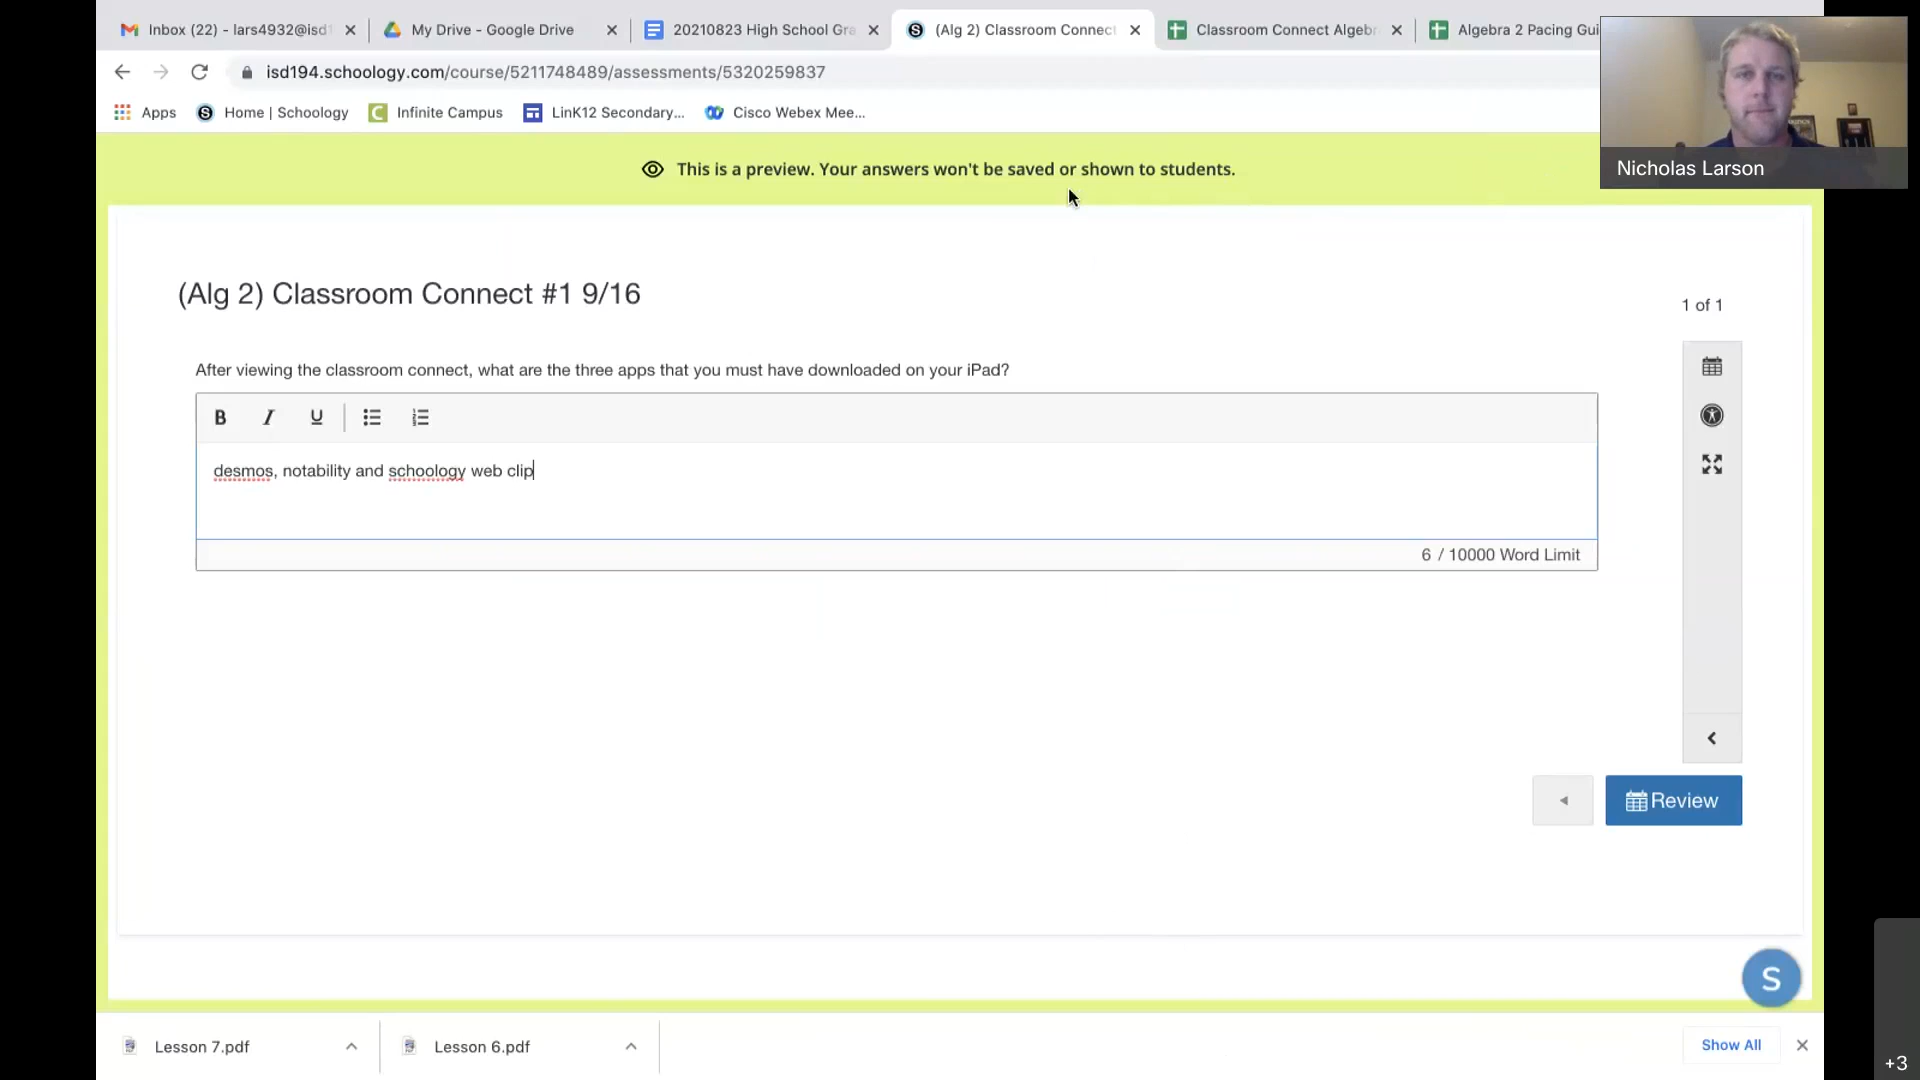 Inbox (22) - lars4932@isd1
My Drive - Google Drive
20210823 High School Gra
(Alg 2) Classroom Connect
Classroom Connect Algebr
Algebra 2 Pacing Gui
isd194.schoology.com/course/5211748489/assessments/5320259837
Apps
Home | Schoology
Infinite Campus
LinK12 Secondary...
Cisco Webex Mee...
Nicholas Larson
This is a preview. Your answers won't be saved or shown to students.
(Alg 2) Classroom Connect #1 9/16
1 of 1
After viewing the classroom connect, what are the three apps that you must have downloaded on your iPad?
B I U
desmos, notability and schoology web clip
6 / 10000 Word Limit
Review
S
Lesson 7.pdf
Lesson 6.pdf
Show All
+3